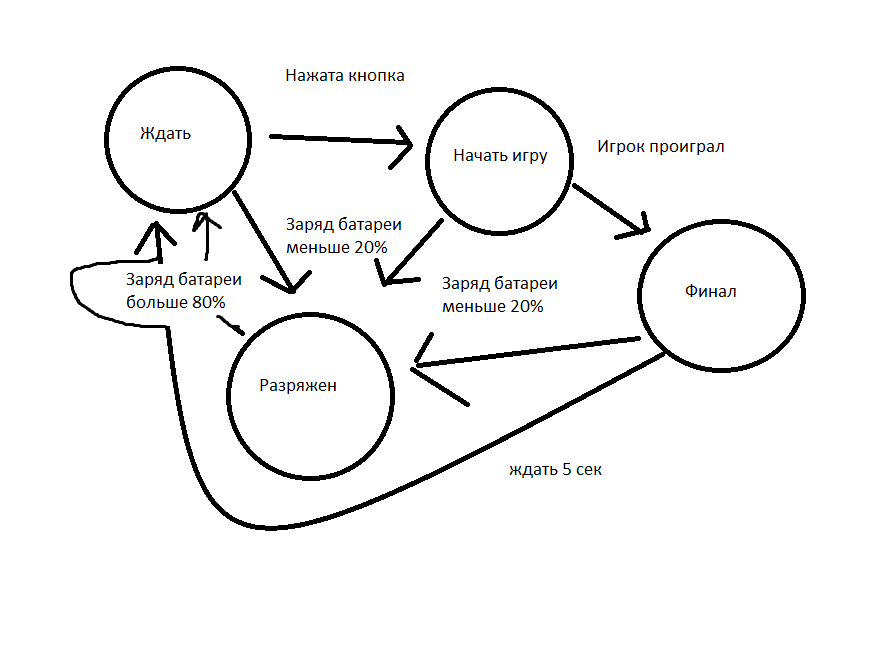 Нажата кнопка
Ждать
Начать игру
Игрок проиграл
Заряд батареи
меньше 20%
Заряд батареи
больше 80%
Заряд батареи
меньше 20%
Финал
Разряжен
ждать 5 сек